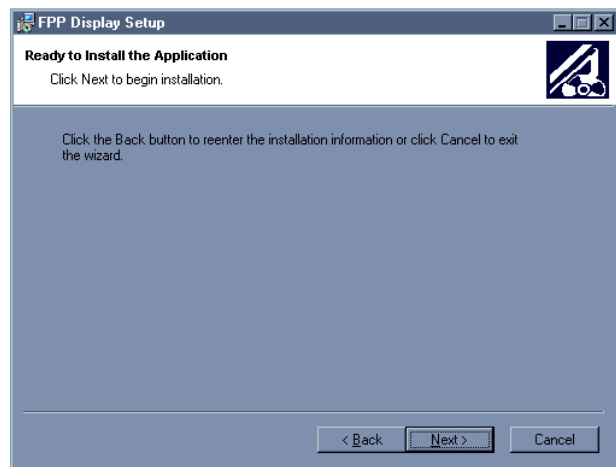 FPP Display Setup
Ready to Install the Application
Click Next to begin installation.
Click the Back button to reenter the installation information or click Cancel to exit
the wizard.
< Back
Next >
Cancel